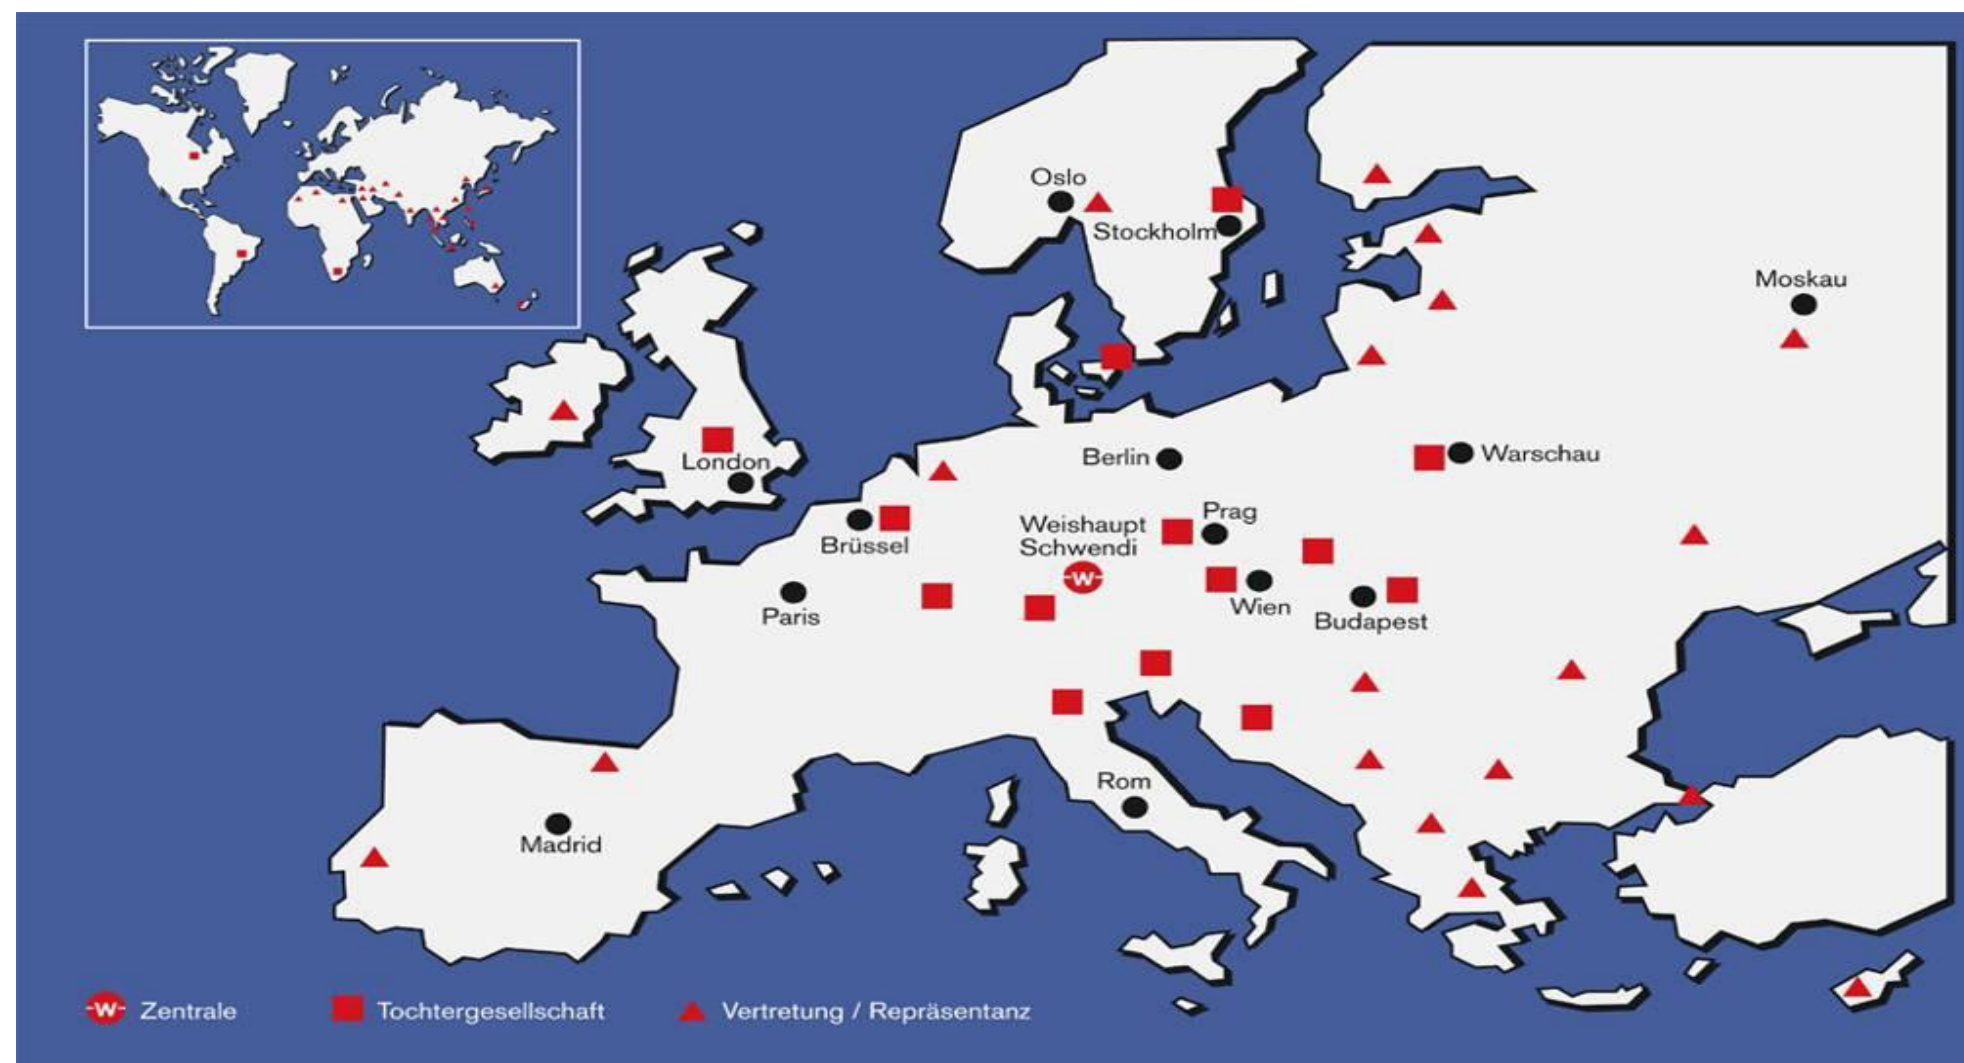 Oslo
Stockholm
Moskau
London
Berlin
Warschau
Brüssel
Weishaupt
Schwendi
Prag
-w-
Paris
Wien
Budapest
Rom
Madrid
-w- Zentrale
Tochtergesellschaft
Vertretung / Repräsentanz